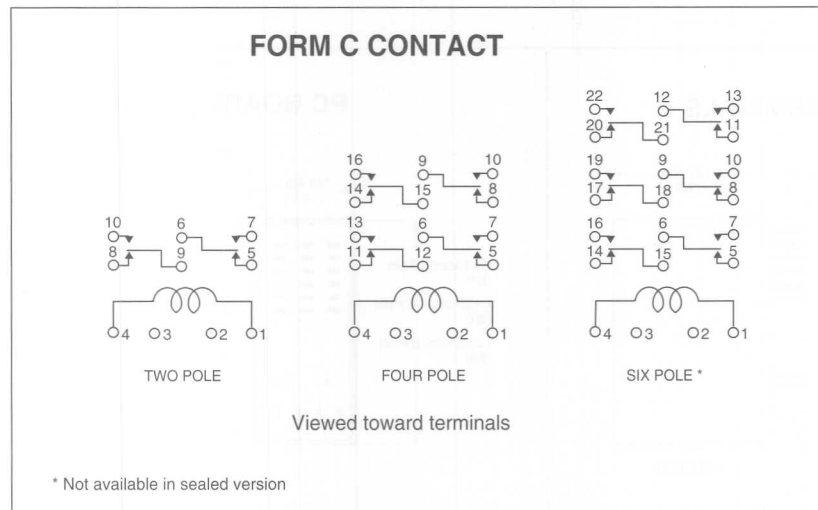 FORM C CONTACT
22 12 13
20 21 11
16 9 10 19 9 10
14 15 8 17 18 8
10 6 7 13 6 7 16 6 7
8 9 5 11 12 5 14 15 5
4 3 2 1 4 3 2 1 4 3 2 1
TWO POLE FOUR POLE SIX POLE *
Viewed toward terminals
* Not available in sealed version